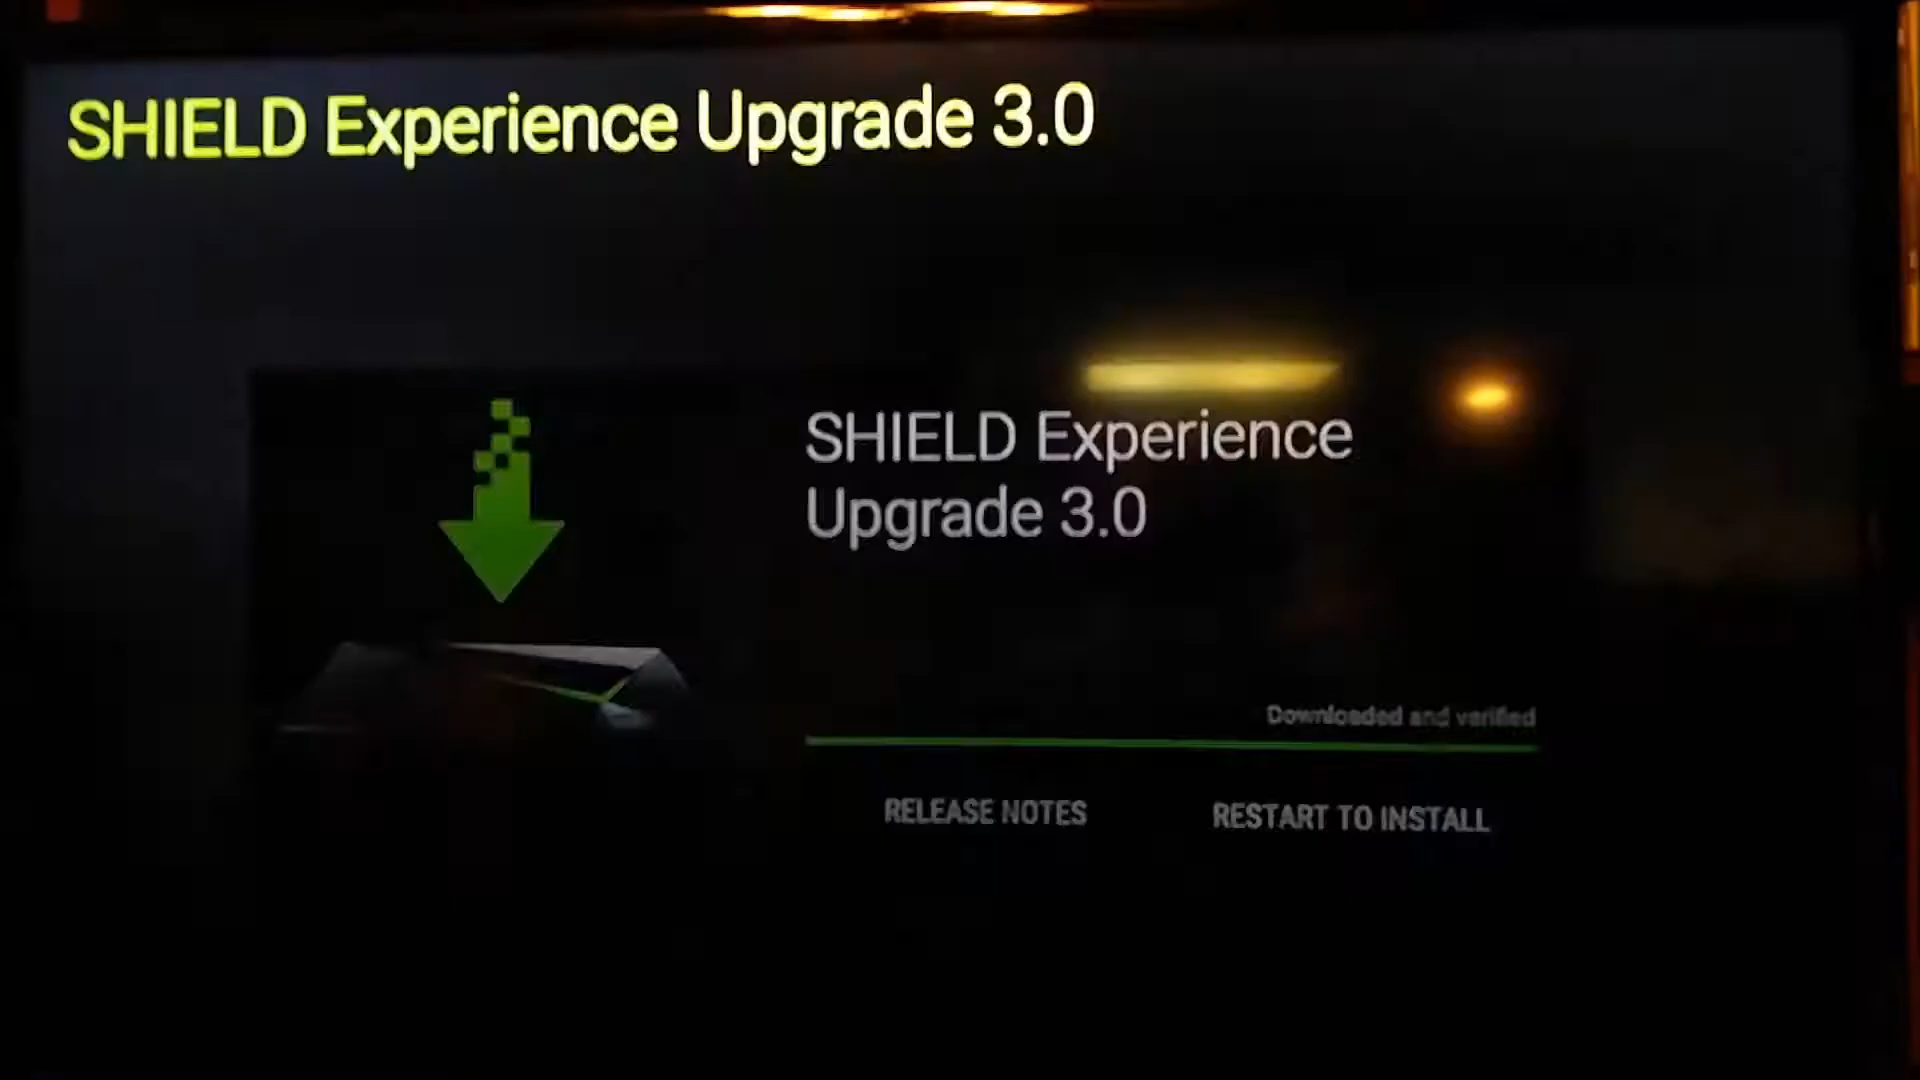 SHIELD Experience Upgrade 3.0
SHIELD Experience
Upgrade 3.0
Downloaded and verified
RELEASE NOTES
RESTART TO INSTALL